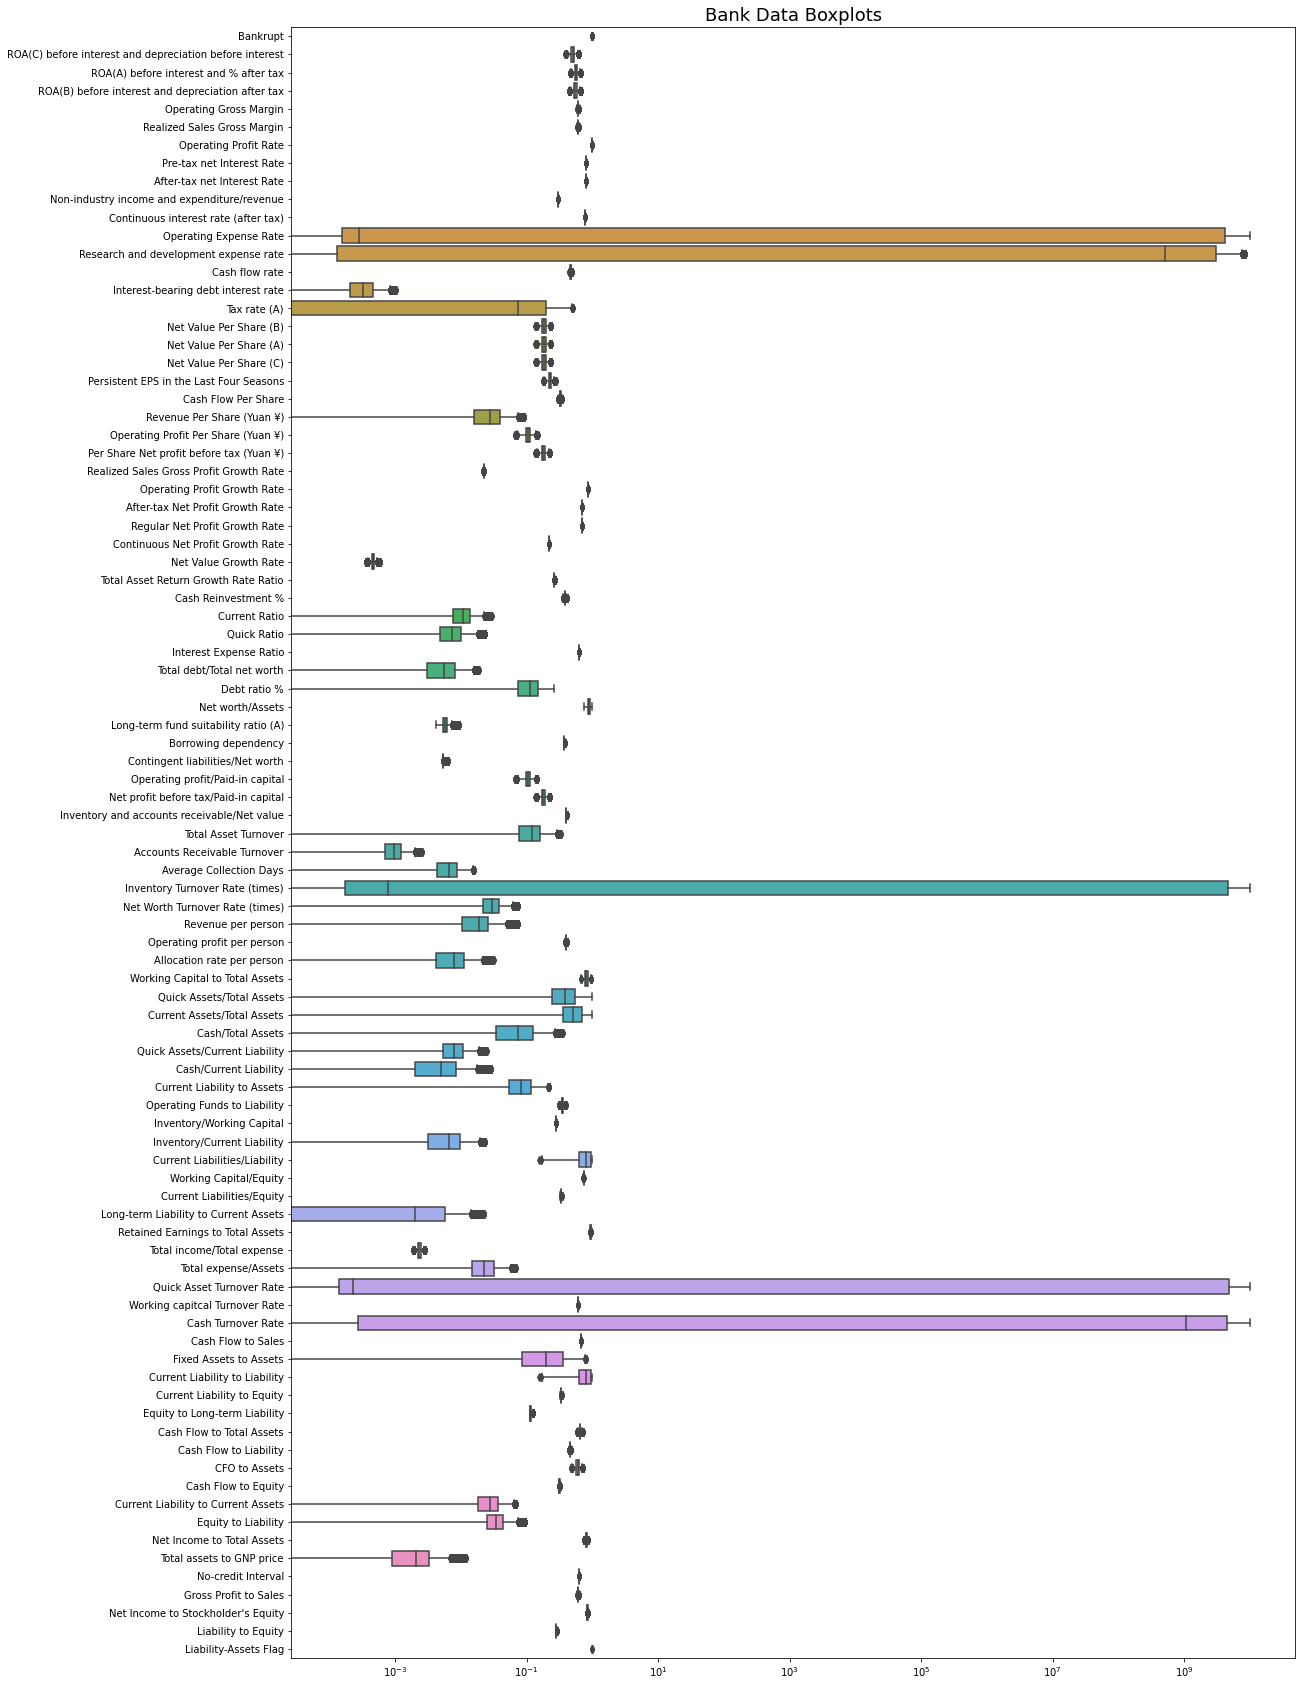 Bank Data Boxplots
Bankrupt
ROA(C) before interest and depreciation before interest
ROA(A) before interest and % after tax
ROA(B) before interest and depreciation after tax
Operating Gross Margin
Realized Sales Gross Margin
Operating Profit Rate
Pre-tax net Interest Rate
After-tax net Interest Rate
Non-industry income and expenditure/revenue
Continuous interest rate (after tax)
Operating Expense Rate
Research and development expense rate
Cash flow rate
Interest-bearing debt interest rate
Tax rate (A)
Net Value Per Share (B)
Net Value Per Share (A)
Net Value Per Share (C)
Persistent EPS in the Last Four Seasons
Cash Flow Per Share
Revenue Per Share (Yuan ¥)
Operating Profit Per Share (Yuan ¥)
Per Share Net profit before tax (Yuan ¥)
Realized Sales Gross Profit Growth Rate
Operating Profit Growth Rate
After-tax Net Profit Growth Rate
Regular Net Profit Growth Rate
Continuous Net Profit Growth Rate
Net Value Growth Rate
Total Asset Return Growth Rate Ratio
Cash Reinvestment %
Current Ratio
Quick Ratio
Interest Expense Ratio
Total debt/Total net worth
Debt ratio %
Net worth/Assets
Long-term fund suitability ratio (A)
Borrowing dependency
Contingent liabilities/Net worth
Operating profit/Paid-in capital
Net profit before tax/Paid-in capital
Inventory and accounts receivable/Net value
Total Asset Turnover
Accounts Receivable Turnover
Average Collection Days
Inventory Turnover Rate (times)
Net Worth Turnover Rate (times)
Revenue per person
Operating profit per person
Allocation rate per person
Working Capital to Total Assets
Quick Assets/Total Assets
Current Assets/Total Assets
Cash/Total Assets
Quick Assets/Current Liability
Cash/Current Liability
Current Liability to Assets
Operating Funds to Liability
Inventory/Working Capital
Inventory/Current Liability
Current Liabilities/Liability
Working Capital/Equity
Current Liabilities/Equity
Long-term Liability to Current Assets
Retained Earnings to Total Assets
Total income/Total expense
Total expense/Assets
Quick Asset Turnover Rate
Working capitcal Turnover Rate
Cash Turnover Rate
Cash Flow to Sales
Fixed Assets to Assets
Current Liability to Liability
Current Liability to Equity
Equity to Long-term Liability
Cash Flow to Total Assets
Cash Flow to Liability
CFO to Assets
Cash Flow to Equity
Current Liability to Current Assets
Equity to Liability
Net Income to Total Assets
Total assets to GNP price
No-credit Interval
Gross Profit to Sales
Net Income to Stockholder's Equity
Liability to Equity
Liability-Assets Flag
10⁻³ 10⁻¹ 10¹ 10³ 10⁵ 10⁷ 10⁹